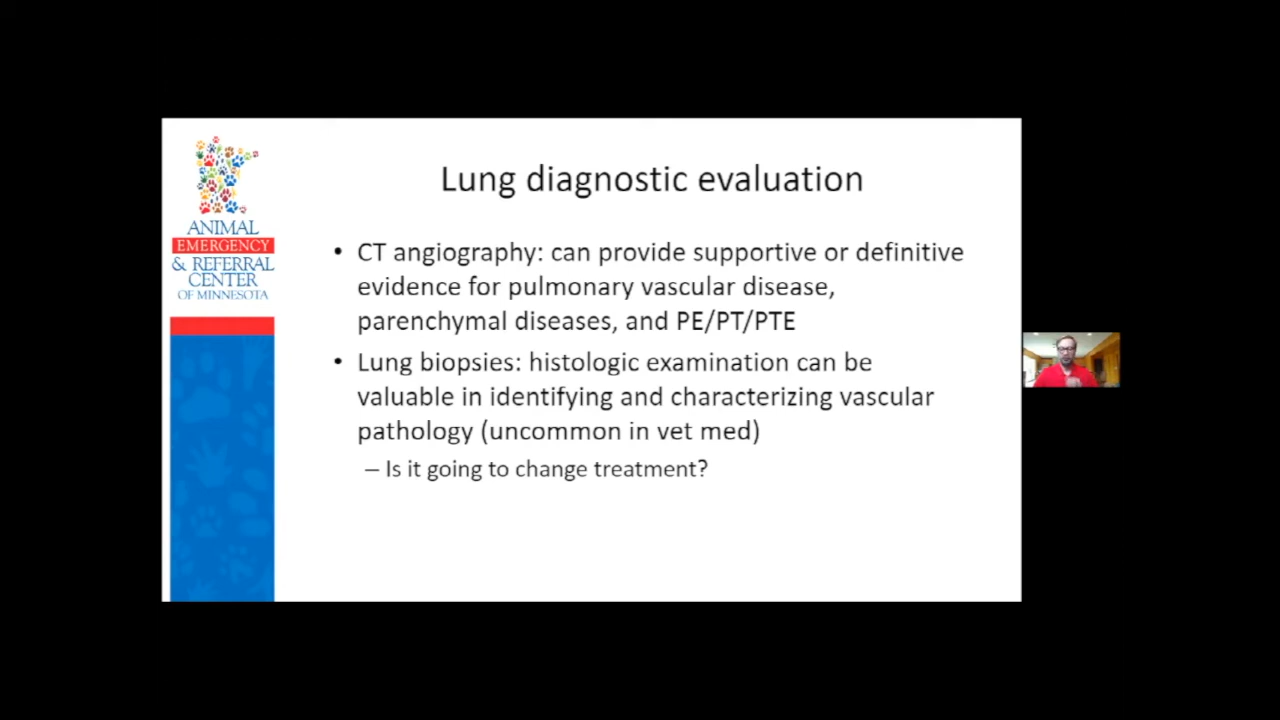 ANIMAL
EMERGENCY
& REFERRAL
CENTER
OF MINNESOTA
Lung diagnostic evaluation
• CT angiography: can provide supportive or definitive
evidence for pulmonary vascular disease,
parenchymal diseases, and PE/PT/PTE
• Lung biopsies: histologic examination can be
valuable in identifying and characterizing vascular
pathology (uncommon in vet med)
– Is it going to change treatment?